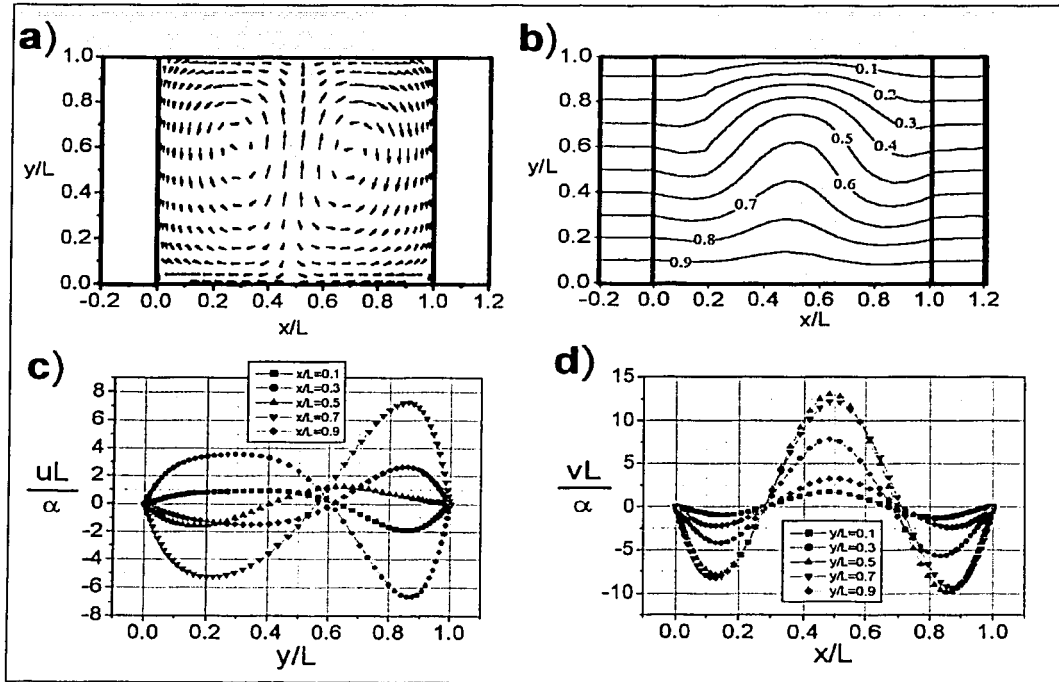 a)
1.0
0.8
0.6
y/L
0.4
0.2
0.0
-0.2 0.0 0.2 0.4 0.6 0.8 1.0 1.2
x/L
b)
1.0
0.8
0.6
y/L
0.4
0.2
0.0
0.1
0.2
0.3
0.5
0.4
0.6
0.7
0.8
0.9
-0.2 0.0 0.2 0.4 0.6 0.8 1.0 1.2
x/L
c)
x/L=0.1
x/L=0.3
x/L=0.5
x/L=0.7
x/L=0.9
8
6
4
2
0
-2
-4
-6
-8
uL
α
0.0 0.2 0.4 0.6 0.8 1.0
y/L
d)
15
10
5
0
-5
-10
vL
α
y/L=0.1
y/L=0.3
y/L=0.5
y/L=0.7
y/L=0.9
0.0 0.2 0.4 0.6 0.8 1.0
x/L